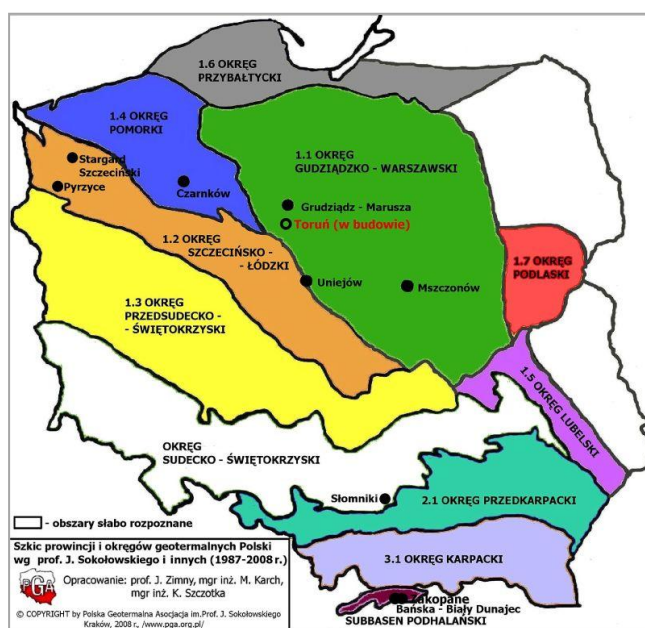 1.6 OKRĘG
PRZYBAŁTYCKI
1.4 OKRĘG
POMORKI
1.1 OKRĘG
GUDZIĄDZKO - WARSZAWSKI
Stargard
Szczeciński
Pyrzyce
Czarnków
Grudziądz - Marusza
Toruń (w budowie)
1.2 OKRĘG
SZCZECIŃSKO -
- ŁÓDZKI
Uniejów
Mszczonów
1.7 OKRĘG
PODLASKI
1.3 OKRĘG
PRZEDSUDECKO -
- ŚWIĘTOKRZYSKI
1.5 OKRĘG LUBELSKI
OKRĘG
SUDECKO - ŚWIĘTOKRZYSKI
Słomniki
2.1 OKRĘG PRZEDKARPACKI
- obszary słabo rozpoznane
3.1 OKRĘG KARPACKI
Szkic prowincji i okręgów geotermalnych Polski
wg prof. J. Sokołowskiego i innych (1987-2008 r.)
PGA
Opracowanie: prof. J. Zimny, mgr inż. M. Karch,
mgr inż. K. Szczotka
© COPYRIGHT by Polska Geotermalna Asocjacja im.Prof. J. Sokołowskiego
Kraków, 2008 r., /www.pga.org.pl/
Zakopane
Bańska - Biały Dunajec
SUBBASEN PODHALAŃSKI